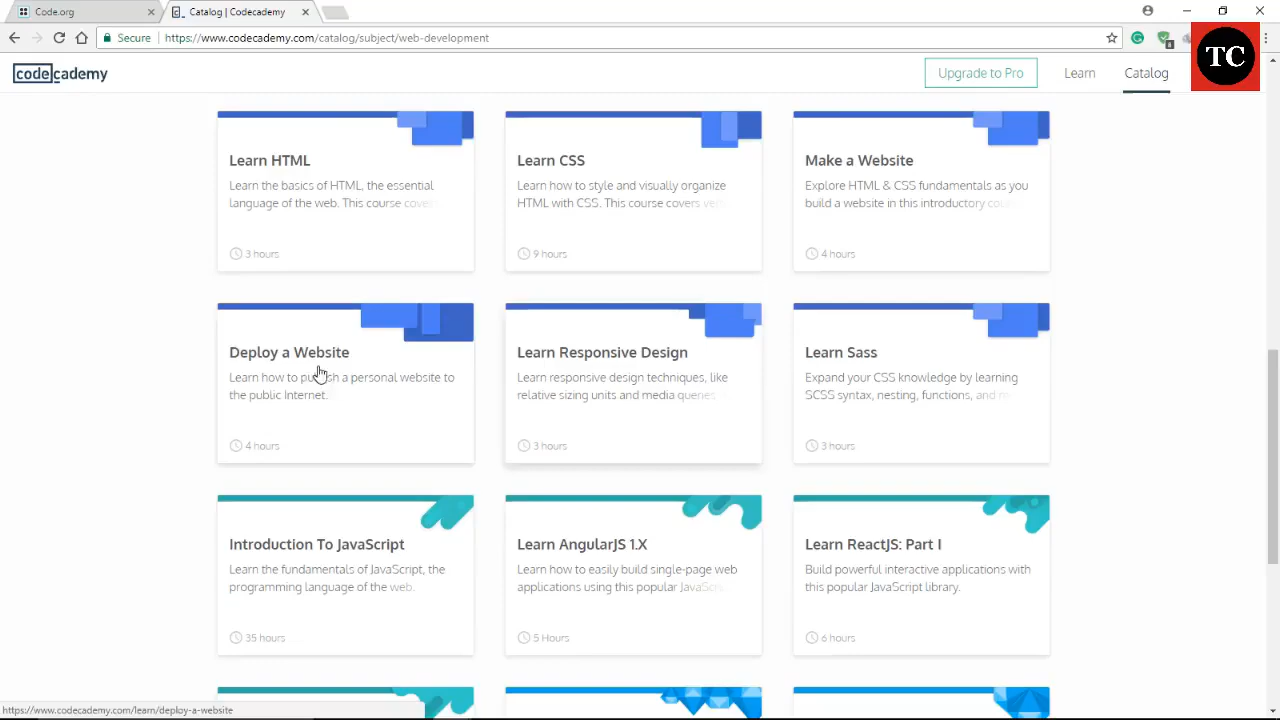 Code.org
Catalog | Codecademy
Secure
https://www.codecademy.com/catalog/subject/web-development
TC
codecademy
Upgrade to Pro
Learn
Catalog
Learn HTML
Learn the basics of HTML, the essential
language of the web. This course covers
3 hours
Learn CSS
Learn how to style and visually organize
HTML with CSS. This course covers
9 hours
Make a Website
Explore HTML & CSS fundamentals as you
build a website in this introductory
4 hours
Deploy a Website
Learn how to publish a personal website to
the public Internet.
4 hours
Learn Responsive Design
Learn responsive design techniques, like
relative sizing units and media queries
3 hours
Learn Sass
Expand your CSS knowledge by learning
SCSS syntax, nesting, functions, and
3 hours
Introduction To JavaScript
Learn the fundamentals of JavaScript, the
programming language of the web.
35 hours
Learn AngularJS 1.X
Learn how to easily build single-page web
applications using this popular
5 Hours
Learn ReactJS: Part I
Build powerful interactive applications with
this popular JavaScript library.
6 hours
https://www.codecademy.com/learn/deploy-a-website